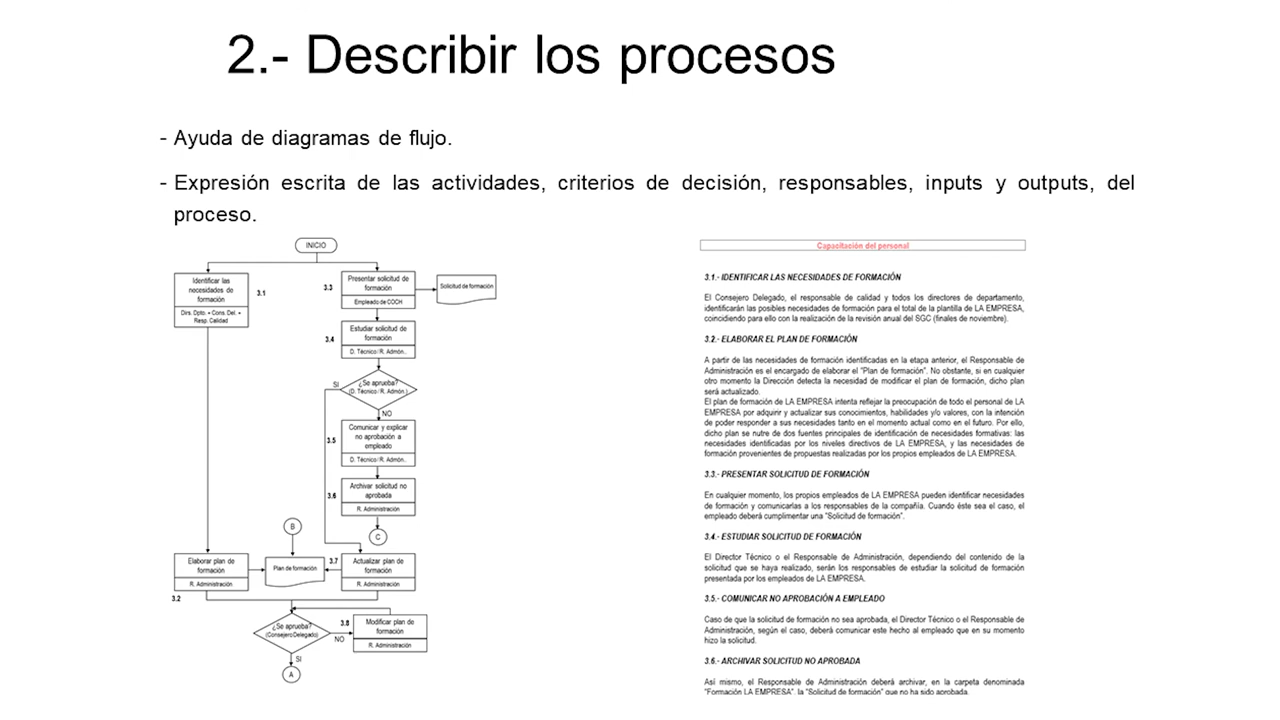 2.- Describir los procesos
- Ayuda de diagramas de flujo.
- Expresión escrita de las actividades, criterios de decisión, responsables, inputs y outputs, del
proceso.
INICIO
Identificar las
necesidades de
formación
Dirs. Dpto. + Cons. Del. +
Resp. Calidad
3.1
3.3
Presentar solicitud de
formación
Empleado de COCH
Solicitud de formación
3.4
Estudiar solicitud de
formación
D. Técnico / R. Admón..
SI
¿Se aprueba?
(D. Técnico / R. Admón.)
NO
3.5
Comunicar y explicar
no aprobación a
empleado
D. Técnico / R. Admón..
3.6
Archivar solicitud no
aprobada
R. Administración
B
C
Elaborar plan de
formación
R. Administración
3.2
Plan de formación
3.7
Actualizar plan de
formación
R. Administración
¿Se aprueba?
(Consejero Delegado)
NO
3.8
Modificar plan de
formación
R. Administración
SI
A
Capacitación del personal
3.1.- IDENTIFICAR LAS NECESIDADES DE FORMACIÓN
El Consejero Delegado, el responsable de calidad y todos los directores de departamento,
identificarán las posibles necesidades de formación para el total de la plantilla de LA EMPRESA,
coincidiendo para ello con la realización de la revisión anual del SGC (finales de noviembre).
3.2.- ELABORAR EL PLAN DE FORMACIÓN
A partir de las necesidades de formación identificadas en la etapa anterior, el Responsable de
Administración es el encargado de elaborar el "Plan de formación". No obstante, si en cualquier
otro momento la Dirección detecta la necesidad de modificar el plan de formación, dicho plan
será actualizado.
El plan de formación de LA EMPRESA intenta reflejar la preocupación de todo el personal de LA
EMPRESA por adquirir y actualizar sus conocimientos, habilidades y/o valores, con la intención
de poder responder a sus necesidades tanto en el momento actual como en el futuro. Por ello,
dicho plan se nutre de dos fuentes principales de identificación de necesidades formativas: las
necesidades identificadas por los niveles directivos de LA EMPRESA, y las necesidades de
formación provenientes de propuestas realizadas por los propios empleados de LA EMPRESA.
3.3.- PRESENTAR SOLICITUD DE FORMACIÓN
En cualquier momento, los propios empleados de LA EMPRESA pueden identificar necesidades
de formación y comunicarlas a los responsables de la compañía. Cuando éste sea el caso, el
empleado deberá cumplimentar una "Solicitud de formación".
3.4.- ESTUDIAR SOLICITUD DE FORMACIÓN
El Director Técnico o el Responsable de Administración, dependiendo del contenido de la
solicitud que se haya realizado, serán los responsables de estudiar la solicitud de formación
presentada por los empleados de LA EMPRESA.
3.5.- COMUNICAR NO APROBACIÓN A EMPLEADO
Caso de que la solicitud de formación no sea aprobada, el Director Técnico o el Responsable de
Administración, según el caso, deberá comunicar este hecho al empleado que en su momento
hizo la solicitud.
3.6.- ARCHIVAR SOLICITUD NO APROBADA
Así mismo, el Responsable de Administración deberá archivar, en la carpeta denominada
"Formación LA EMPRESA", la "Solicitud de formación" que no ha sido aprobada.